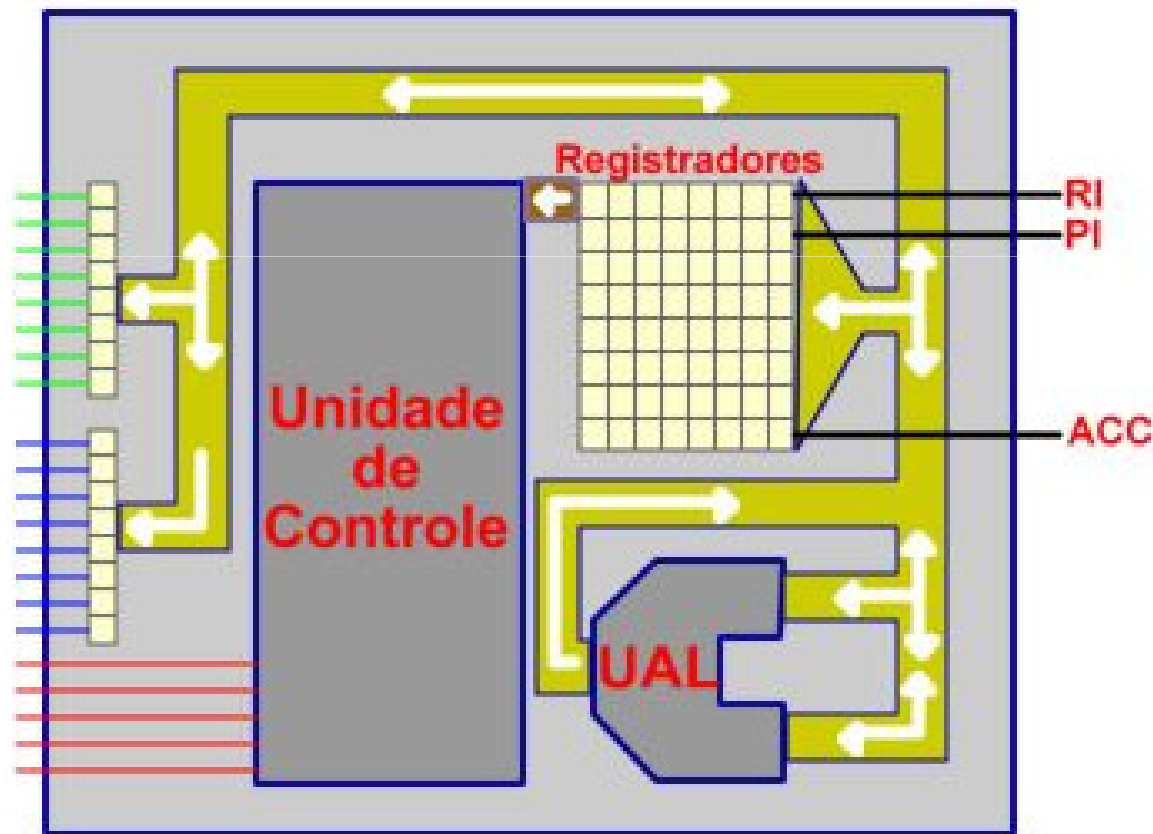 Registradores
RI
PI
ACC
Unidade
de
Controle
UAL